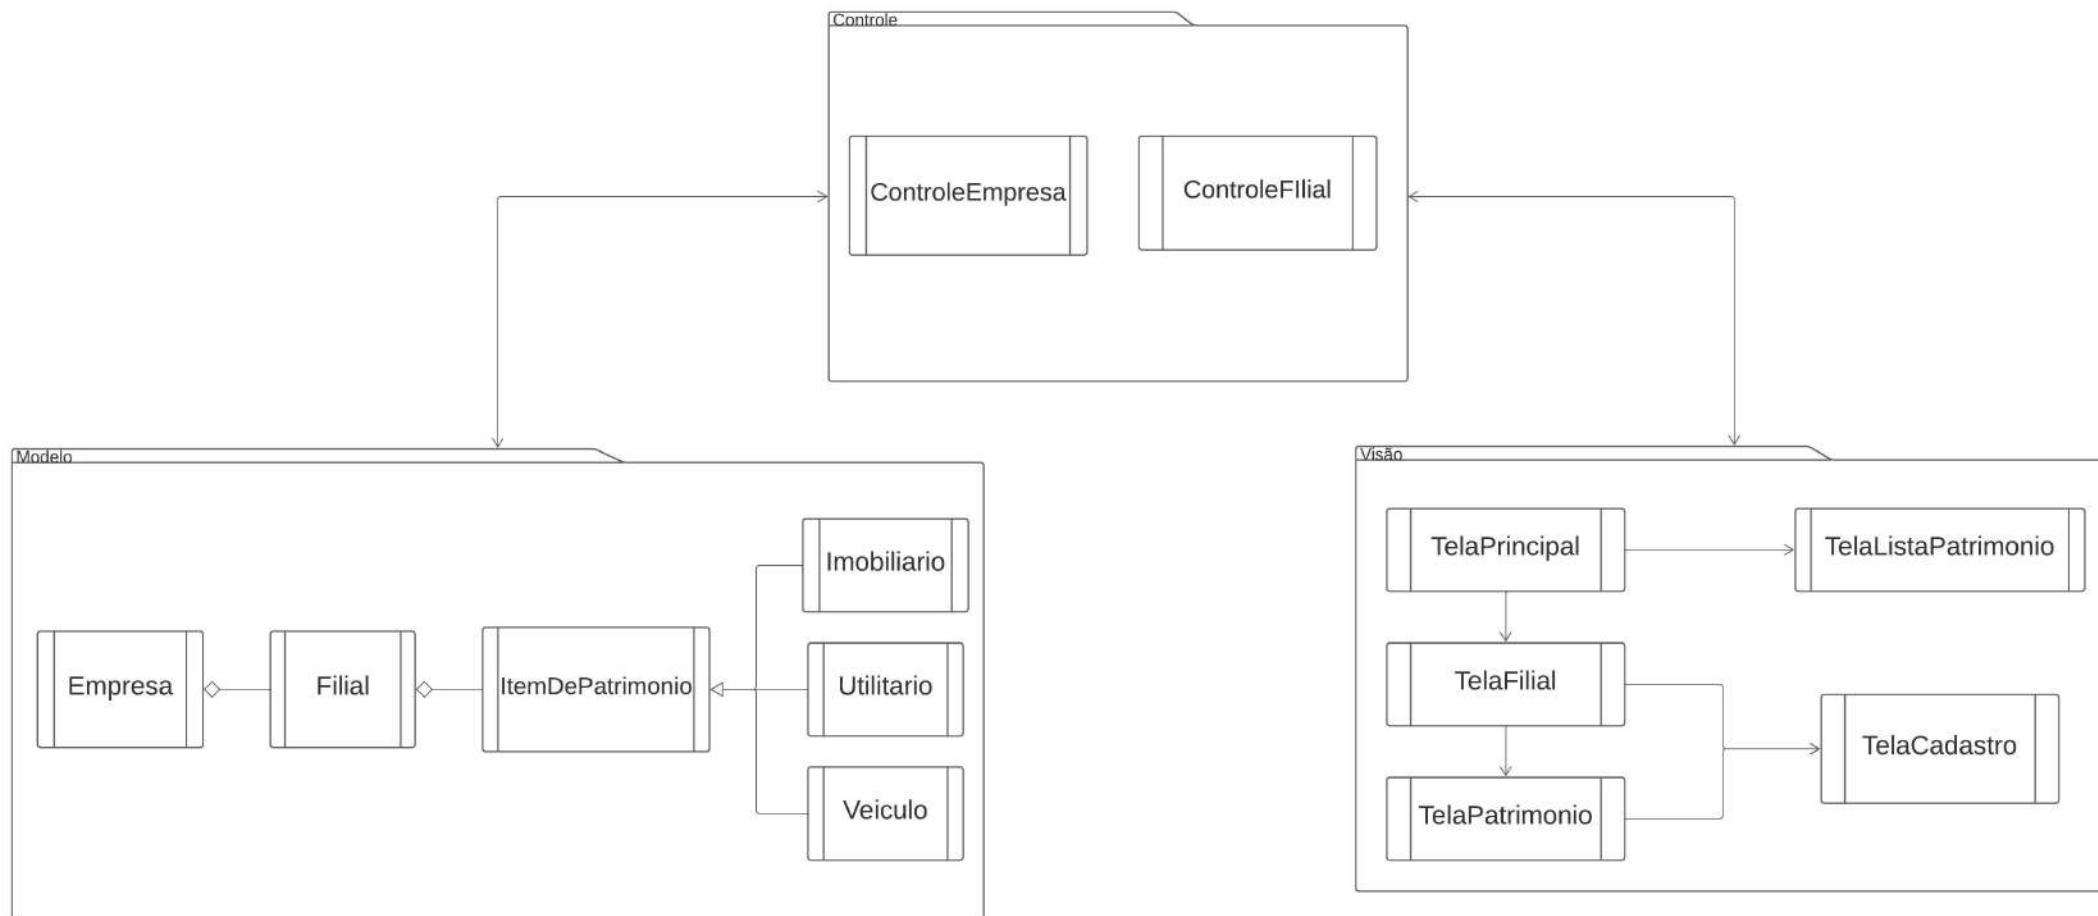 Controle
ControleEmpresa
ControleFIlial
Modelo
Imobiliario
Empresa
Filial
ItemDePatrimonio
Utilitario
Veiculo
Visão
TelaPrincipal
TelaListaPatrimonio
TelaFilial
TelaCadastro
TelaPatrimonio